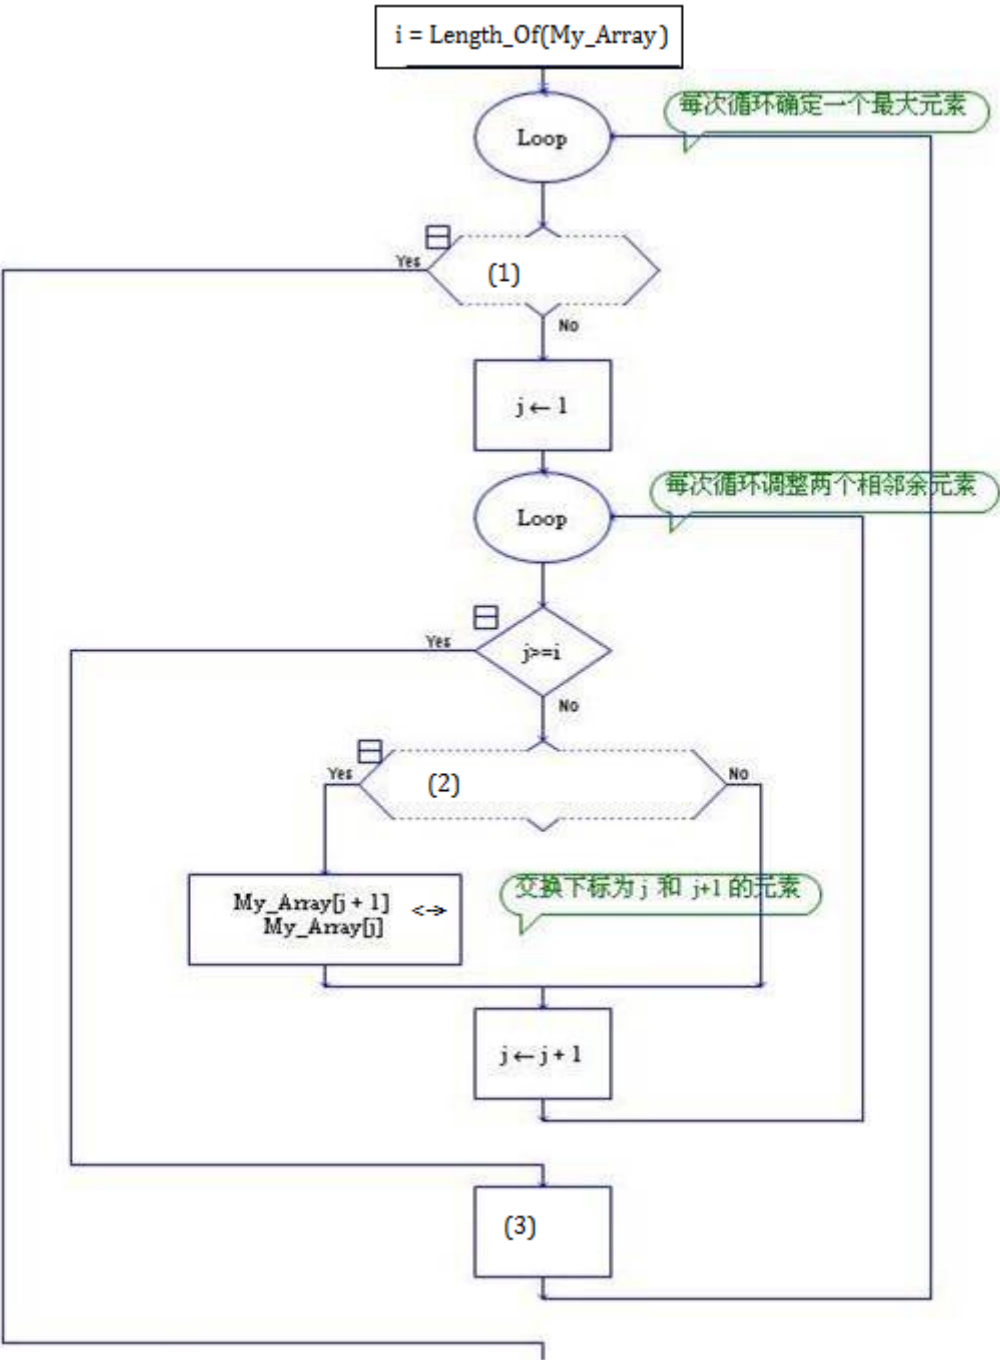 i = Length_Of(My_Array)
每次循环确定一个最大元素
Loop
Yes
(1)
No
j ← 1
每次循环调整两个相邻余元素
Loop
Yes
j>=i
No
Yes
(2)
No
My_Array[j + 1] <->
My_Array[j]
交换下标为 j 和 j+1 的元素
j ← j + 1
(3)